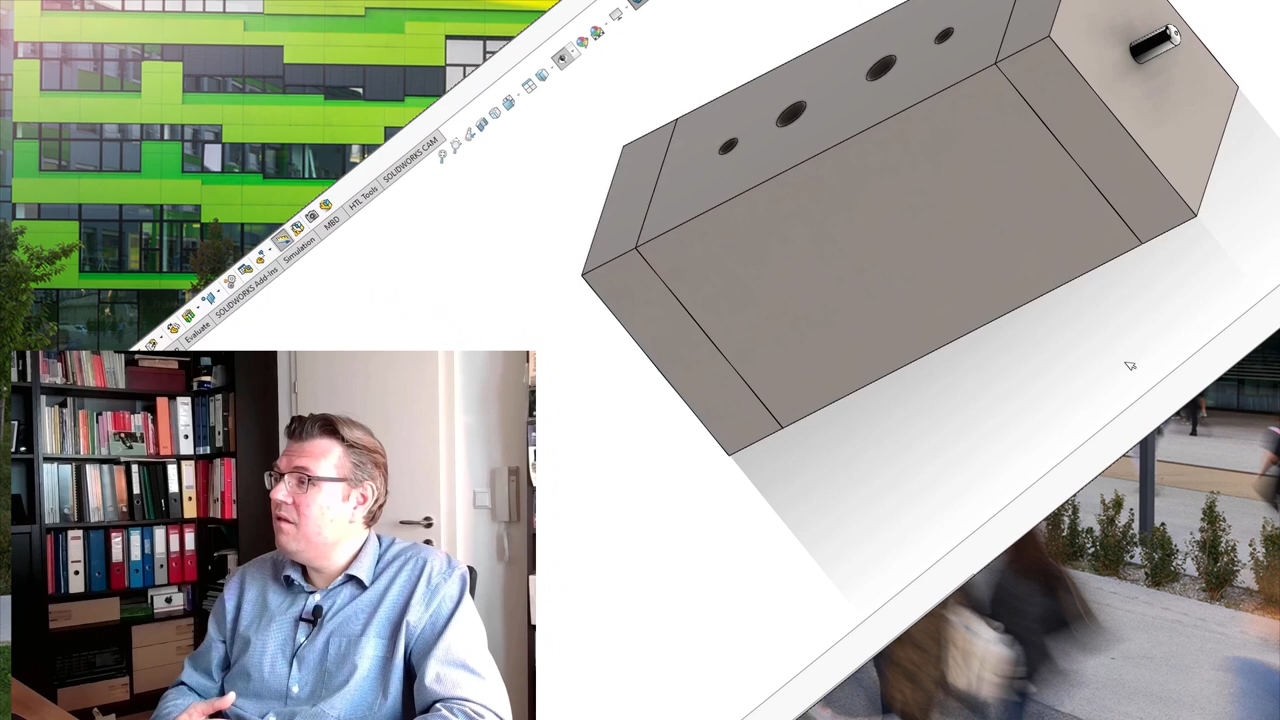 Evaluate
SOLIDWORKS Add-Ins
Simulation
MBD
HTL Tools
SOLIDWORKS CAM